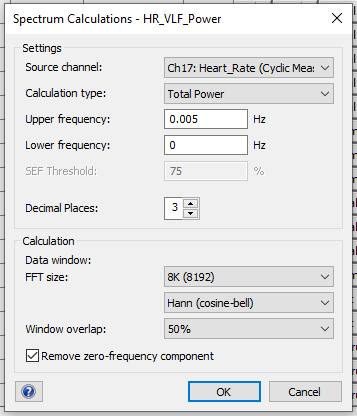 Spectrum Calculations - HR_VLF_Power
Settings
Source channel: Ch17: Heart_Rate (Cyclic Meas
Calculation type: Total Power
Upper frequency: 0.005 Hz
Lower frequency: 0 Hz
SEF Threshold: 75 %
Decimal Places: 3
Calculation
Data window:
FFT size: 8K (8192)
Hann (cosine-bell)
Window overlap: 50%
Remove zero-frequency component
? OK Cancel